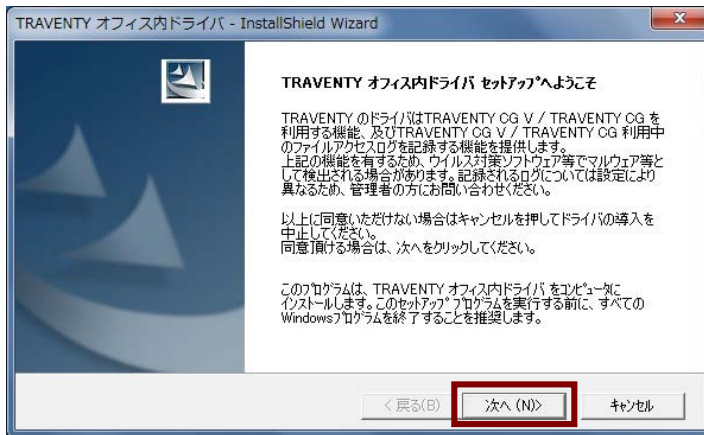 TRAVENTY オフィス内ドライバ - InstallShield Wizard
TRAVENTY オフィス内ドライバ セットアップへようこそ
TRAVENTY のドライバはTRAVENTY CG V / TRAVENTY CG を
利用する機能、及びTRAVENTY CG V / TRAVENTY CG 利用中
のファイルアクセスログを記録する機能を提供します。
上記の機能を有するため、ウイルス対策ソフトウェア等でマルウェア等と
して検出される場合があります。記録されるログについては設定により
異なるため、管理者の方にお問い合わせください。
以上に同意いただけない場合はキャンセルを押してドライバの導入を
中止してください。
同意頂ける場合は、次へをクリックしてください。
このプログラムは、TRAVENTY オフィス内ドライバ をコンピュータに
インストールします。このセットアップ プログラムを実行する前に、すべての
Windowsプログラムを終了することを推奨します。
< 戻る(B) 次へ (N)> キャンセル